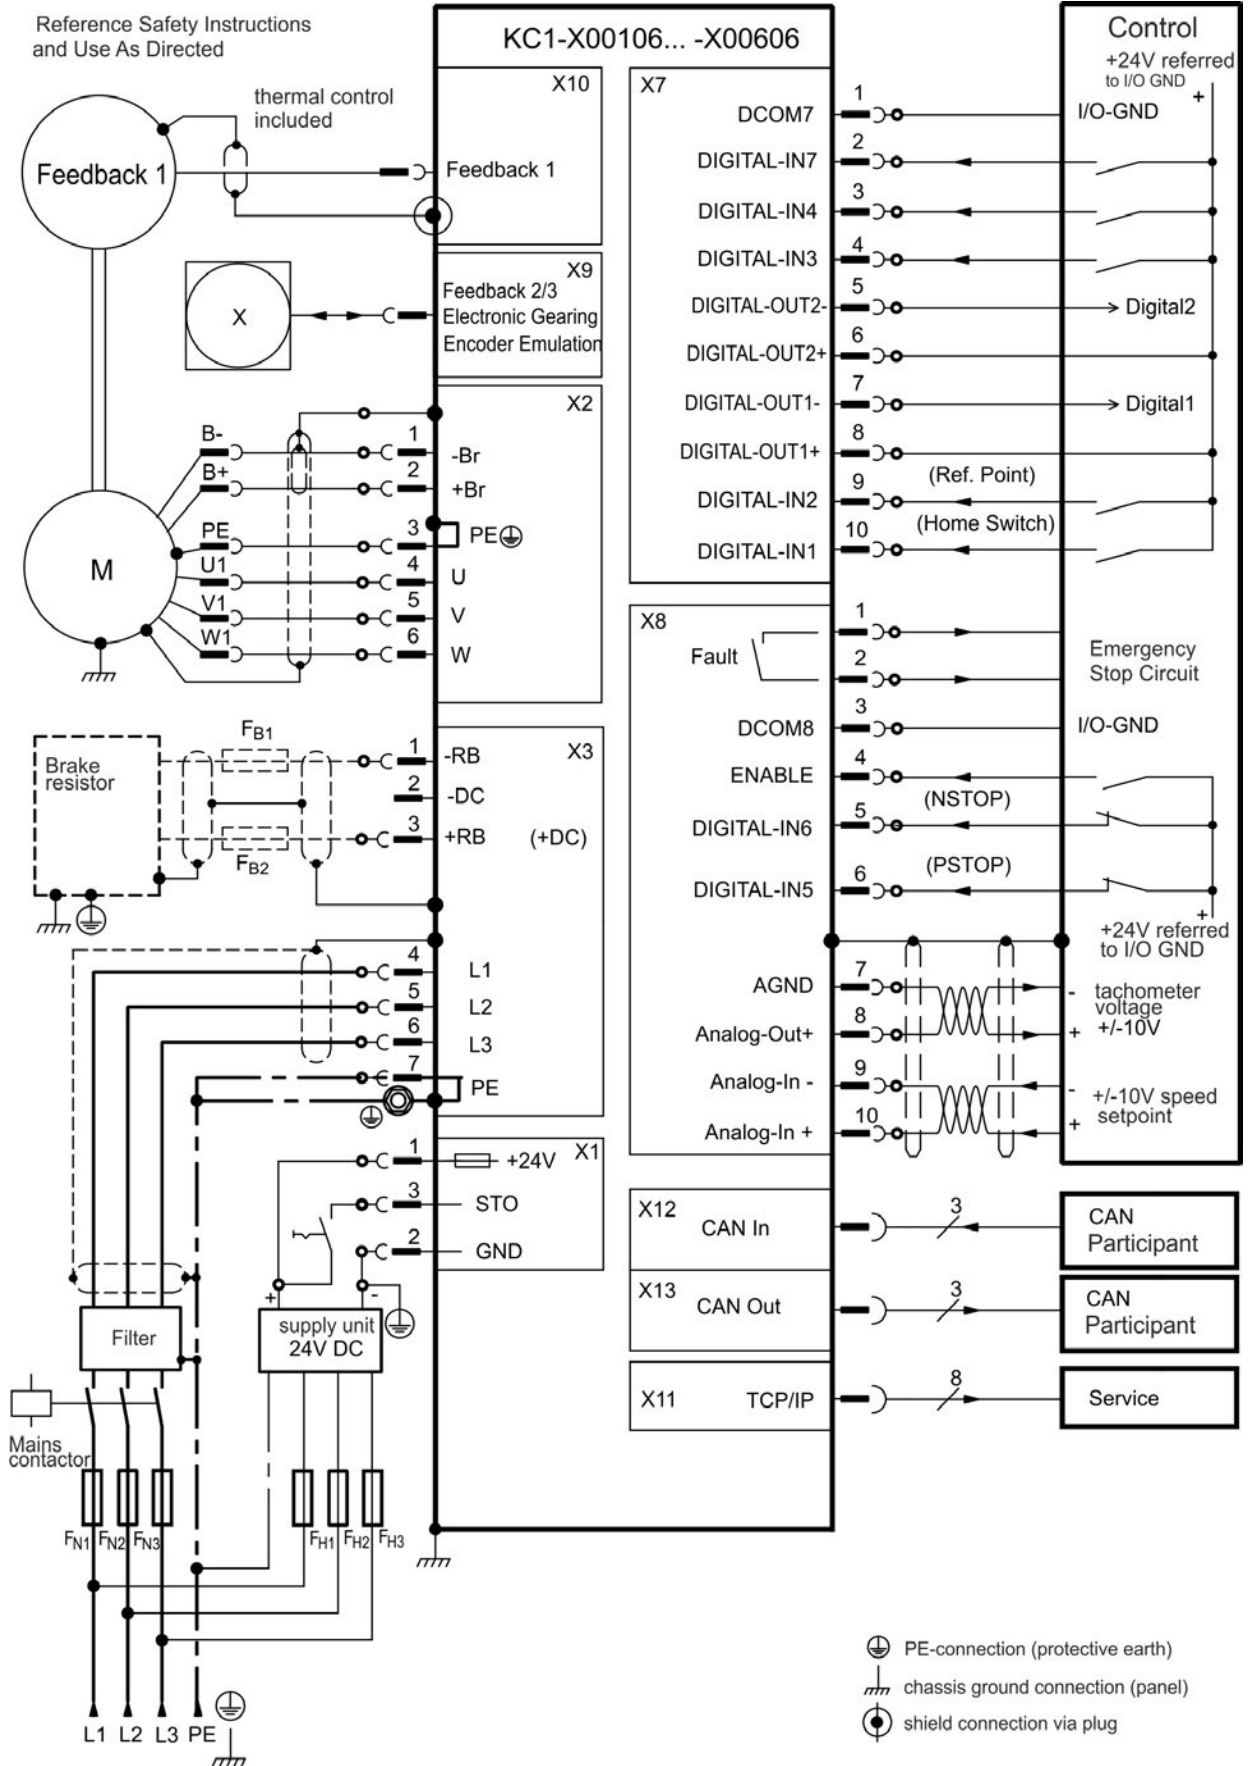 Reference Safety Instructions
and Use As Directed
KC1-X00106... -X00606
Control
+24V referred
to I/O GND
+
thermal control
included
Feedback 1
X10
Feedback 1
X9
X
Feedback 2/3
Electronic Gearing
Encoder Emulation
X2
B-
1
-Br
B+
2
+Br
PE
3
PE
U1
4
U
V1
5
V
W1
6
W
M
Brake
resistor
FB1
FB2
X3
1
-RB
2
-DC
3
+RB
(+DC)
4
L1
5
L2
6
L3
7
PE
X1
1
+24V
3
STO
2
GND
+
-
supply unit
24V DC
Filter
Mains
contactor
FN1
FN2
FN3
FH1
FH2
FH3
L1
L2
L3
PE
X7
DCOM7
1
I/O-GND
DIGITAL-IN7
2
DIGITAL-IN4
3
DIGITAL-IN3
4
DIGITAL-OUT2-
5
Digital2
DIGITAL-OUT2+
6
DIGITAL-OUT1-
7
Digital1
DIGITAL-OUT1+
8
(Ref. Point)
DIGITAL-IN2
9
(Home Switch)
DIGITAL-IN1
10
X8
Fault
1
2
Emergency
Stop Circuit
DCOM8
3
I/O-GND
ENABLE
4
(NSTOP)
DIGITAL-IN6
5
(PSTOP)
DIGITAL-IN5
6
+
+24V referred
to I/O GND
AGND
7
-
tachometer
voltage
+/-10V
Analog-Out+
8
+
Analog-In -
9
-
+/-10V speed
setpoint
Analog-In +
10
+
X12
CAN In
3
CAN
Participant
X13
CAN Out
3
CAN
Participant
X11
TCP/IP
8
Service
PE-connection (protective earth)
chassis ground connection (panel)
shield connection via plug